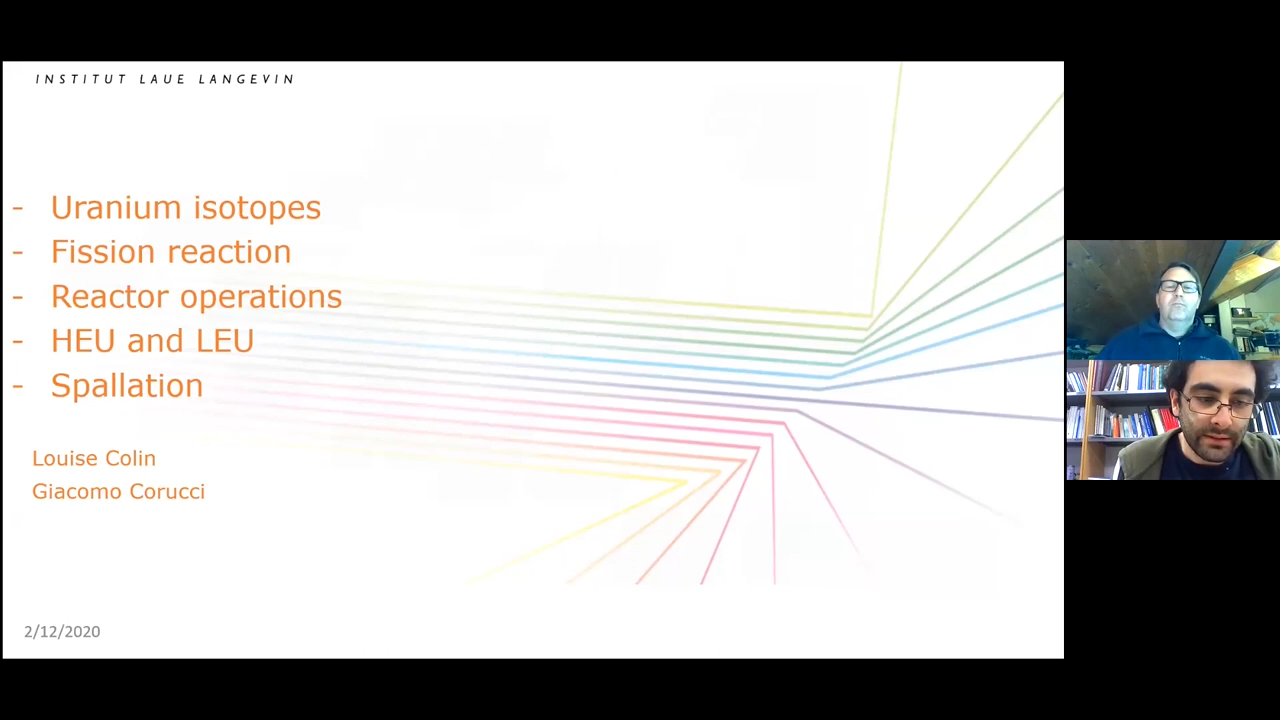 INSTITUT LAUE LANGEVIN
- Uranium isotopes
- Fission reaction
- Reactor operations
- HEU and LEU
- Spallation
Louise Colin
Giacomo Corucci
2/12/2020